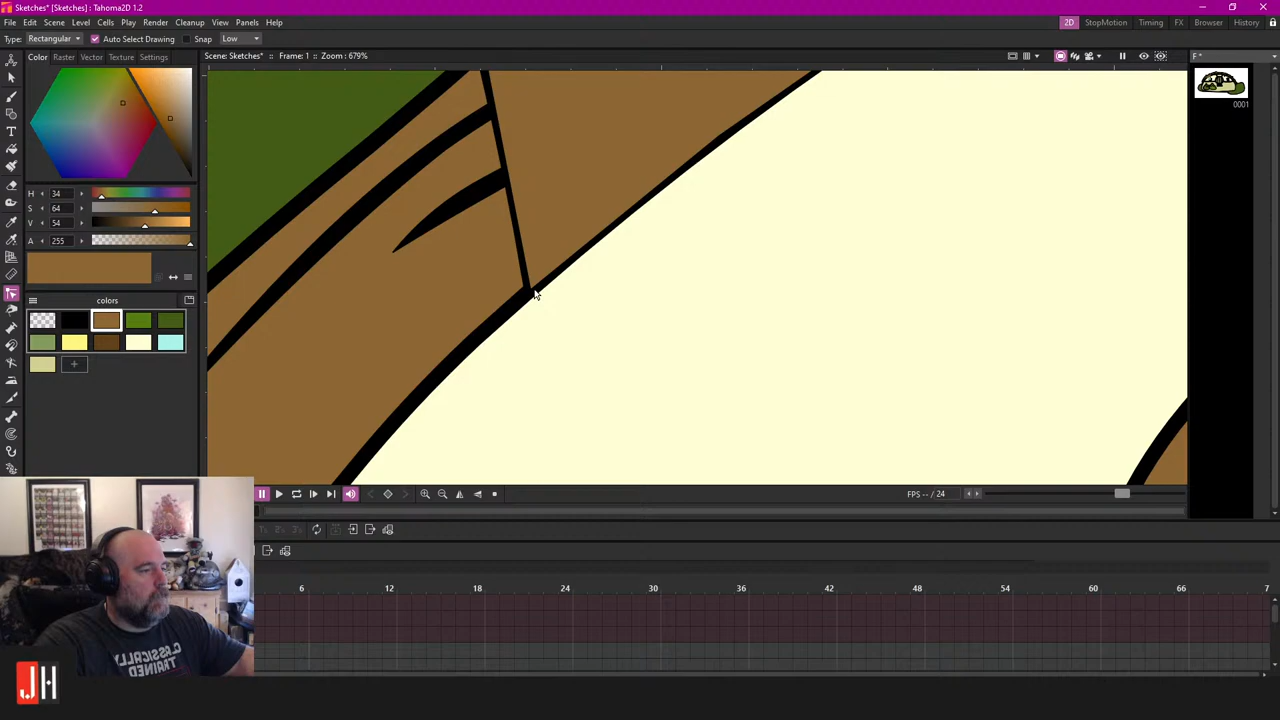 Sketches* [Sketches] : Tahoma2D 1.2
File Edit Scene Level Cells Play Render Cleanup View Panels Help
2D StopMotion Timing FX Browser History
Type: Rectangular Auto Select Drawing Snap Low
Color Raster Vector Texture Settings
Scene: Sketches* :: Frame: 1 :: Zoom : 679%
F*
0001
H 34
S 64
V 54
A 255
colors
FPS -- / 24
6 12 18 24 30 36 42 48 54 60 66 7
CLASSICALLY
TRAINED
JH